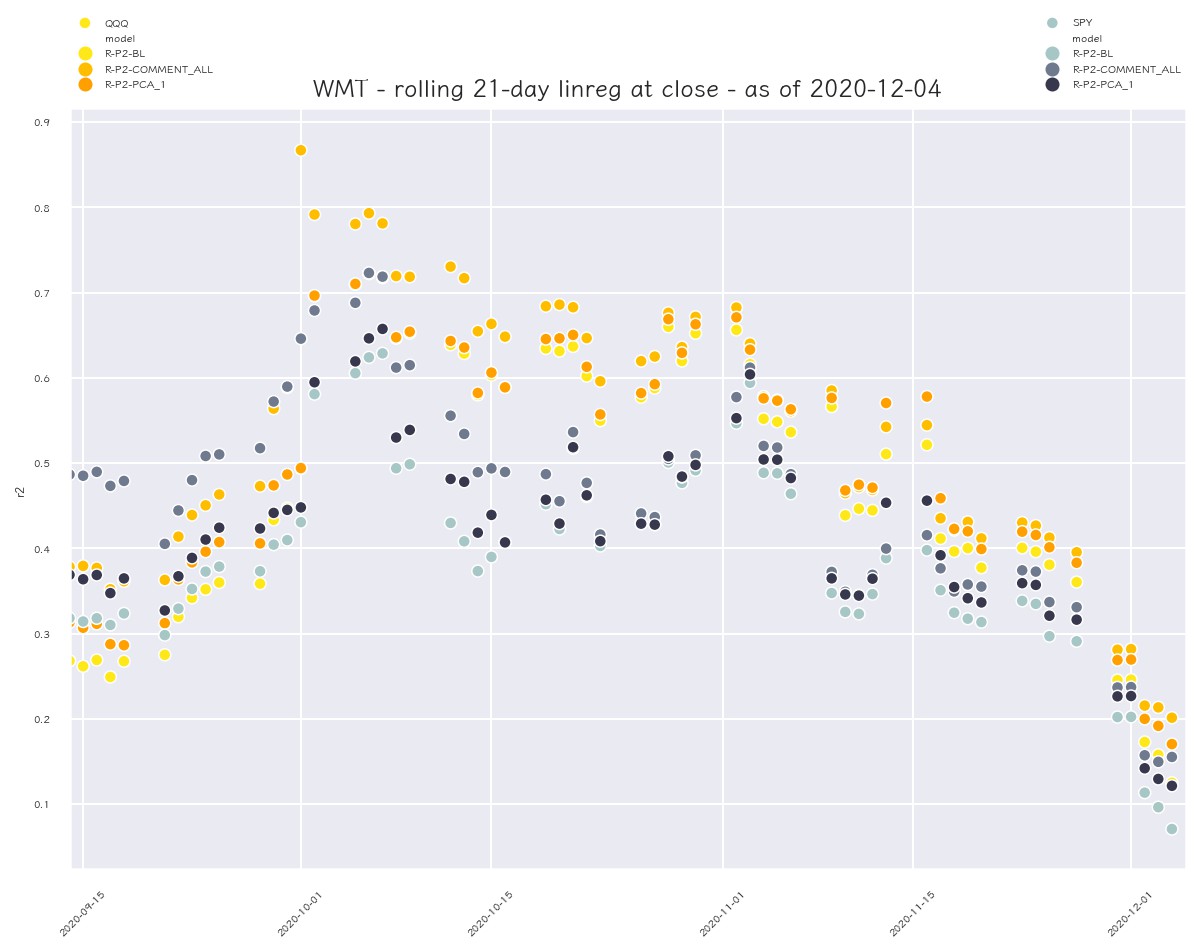 QQQ
model
R-P2-BL
R-P2-COMMENT_ALL
R-P2-PCA_1
SPY
model
R-P2-BL
R-P2-COMMENT_ALL
R-P2-PCA_1
WMT - rolling 21-day linreg at close - as of 2020-12-04
0.9
0.8
0.7
0.6
0.5
0.4
0.3
0.2
0.1
r2
2020-09-15
2020-10-01
2020-10-15
2020-11-01
2020-11-15
2020-12-01